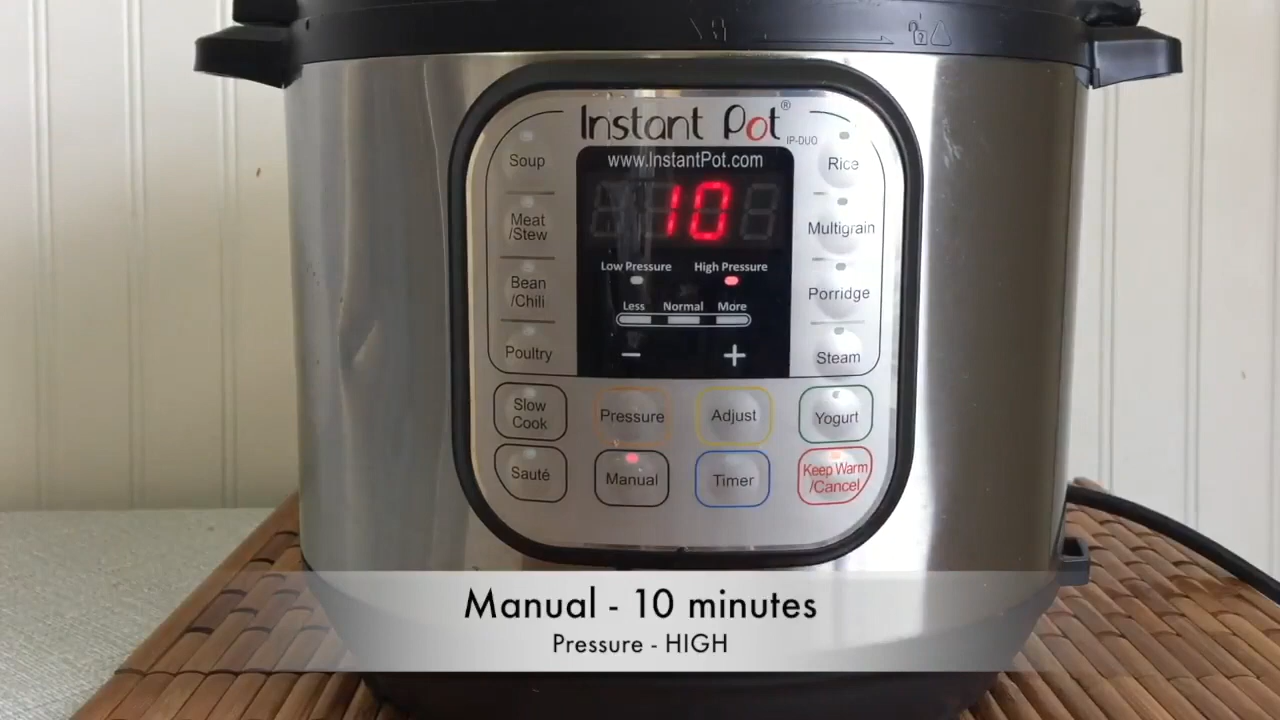 Instant Pot®
IP-DUO
www.InstantPot.com
Soup
Meat
/Stew
Bean
/Chili
Poultry
10
Low Pressure High Pressure
Less Normal More
− +
Rice
Multigrain
Porridge
Steam
Slow
Cook
Pressure
Adjust
Yogurt
Sauté
Manual
Timer
Keep Warm
/Cancel
Manual - 10 minutes
Pressure - HIGH